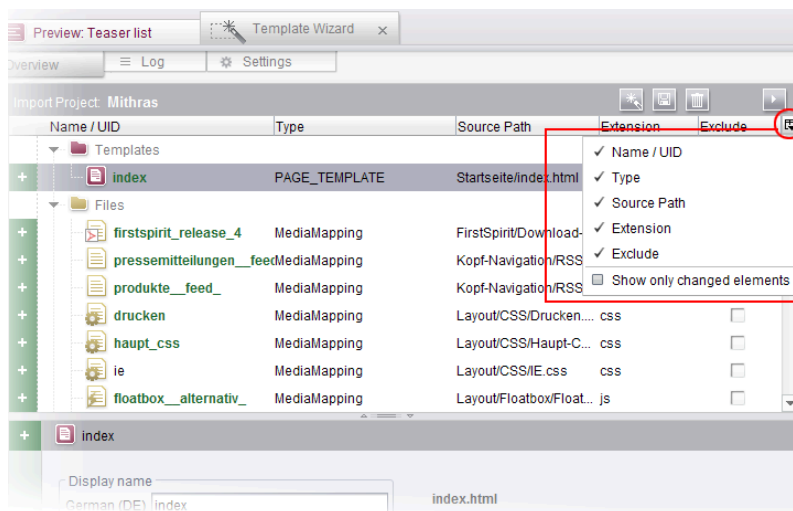 Preview: Teaser list
Template Wizard x
Overview
Log
Settings
Import Project: Mithras
Name / UID Type Source Path Extension Exclude
Templates
index PAGE_TEMPLATE Startseite/index.html
Files
firstspirit_release_4 MediaMapping FirstSpirit/Download-
pressemitteilungen__feec MediaMapping Kopf-Navigation/RSS
produkte__feed_ MediaMapping Kopf-Navigation/RSS
drucken MediaMapping Layout/CSS/Drucken.... css
haupt_css MediaMapping Layout/CSS/Haupt-C... css
ie MediaMapping Layout/CSS/IE.css css
floatbox__alternativ_ MediaMapping Layout/Floatbox/Float... js
✓ Name / UID
✓ Type
✓ Source Path
✓ Extension
✓ Exclude
Show only changed elements
index
Display name
German (DE) index
index.html